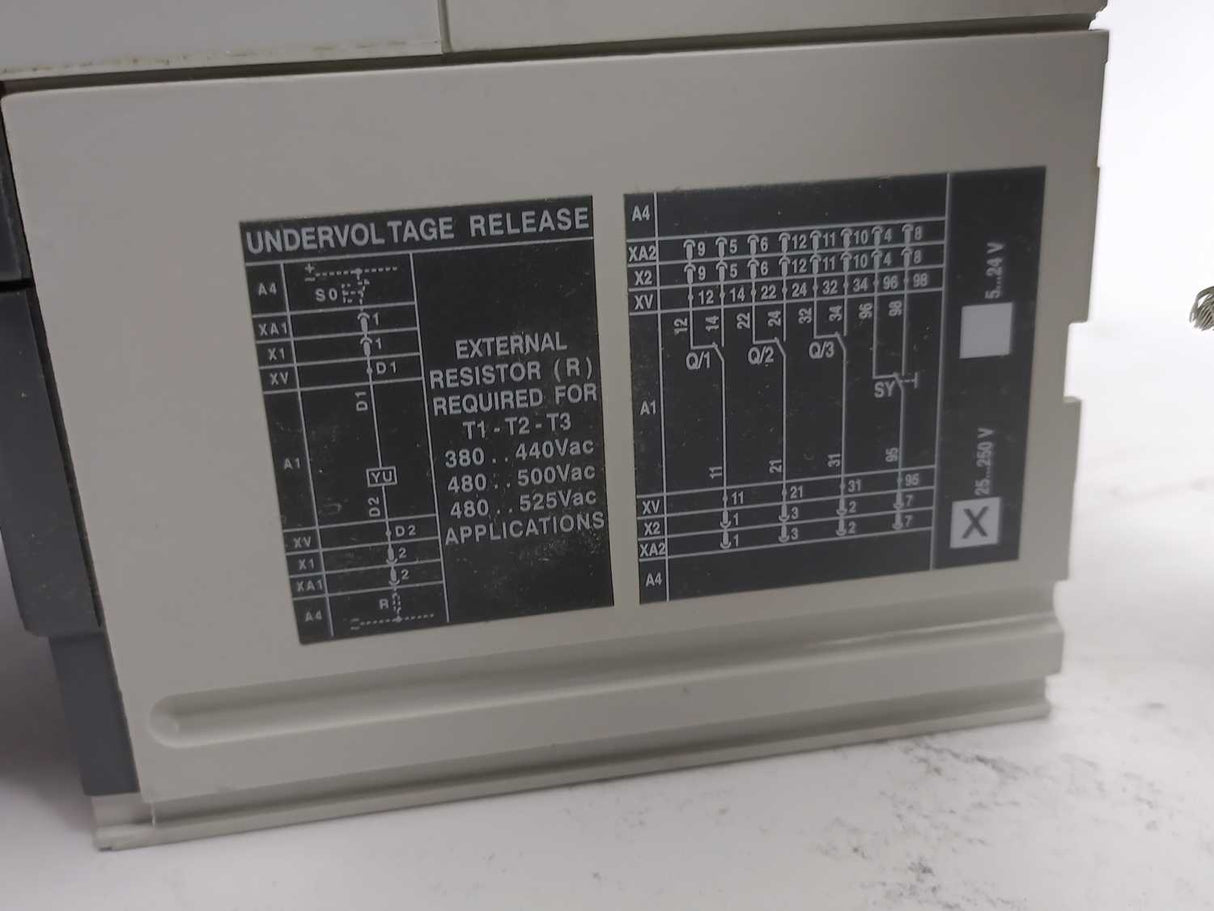 UNDERVOLTAGE RELEASE
A4
S0
XA1 1
X1 1
XV D1
D1
A1
YU
D2
XV D2
X1 2
XA1 2
A4 R
EXTERNAL
RESISTOR (R)
REQUIRED FOR
T1 - T2 - T3
380 . . 440Vac
480 . . 500Vac
480 . . 525Vac
APPLICATIONS
A4
XA2 9 5 6 12 11 10 4 8
X2 9 5 6 12 11 10 4 8
XV 12 14 22 24 32 34 96 98
12 14 22 24 32 34 96 98
Q/1 Q/2 Q/3
SY
A1
11 21 31 95
XV 11 21 31 95
X2 1 3 2 7
XA2 1 3 2 7
A4
5...24 V
25...250 V
X